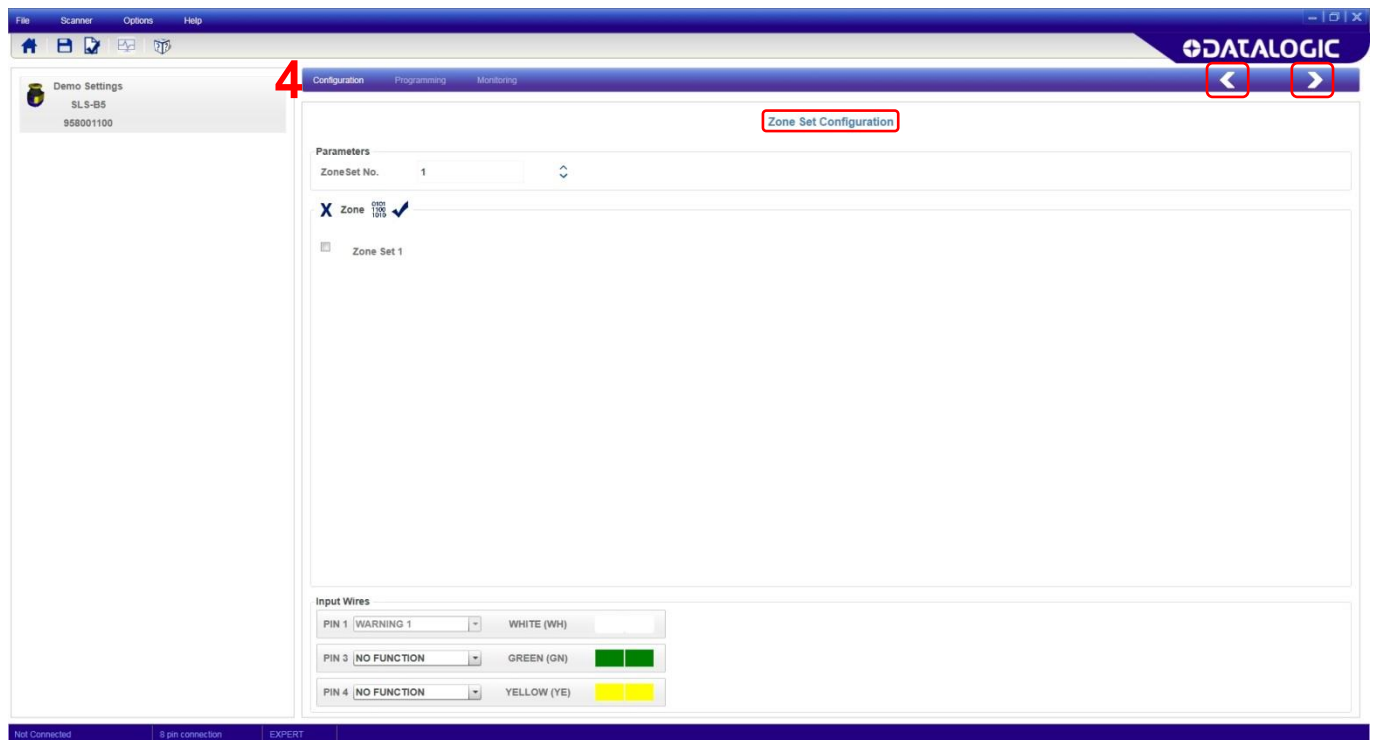 File Scanner Options Help
DATALOGIC
Demo Settings
SLS-B5
958001100
4
Configuration Programming Monitoring
Zone Set Configuration
Parameters
ZoneSet No. 1
X Zone 0101 1100 1010
Zone Set 1
Input Wires
PIN 1 WARNING 1 WHITE (WH)
PIN 3 NO FUNCTION GREEN (GN)
PIN 4 NO FUNCTION YELLOW (YE)
Not Connected 8 pin connection EXPERT